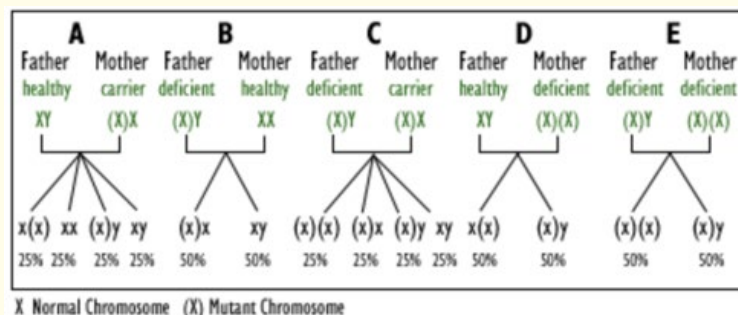 A B C D E
Father Mother Father Mother Father Mother Father Mother Father Mother
healthy carrier deficient healthy deficient carrier healthy deficient deficient deficient
XY (X)X (X)Y XX (X)Y (X)X XY (X)(X) (X)Y (X)(X)
x(x) xx (x)y xy (x)x xy (x)(x) (x)x (x)y xy x(x) (x)y (x)(x) (x)y
25% 25% 25% 25% 50% 50% 25% 25% 25% 25% 50% 50% 50% 50%
X Normal Chromosome (X) Mutant Chromosome